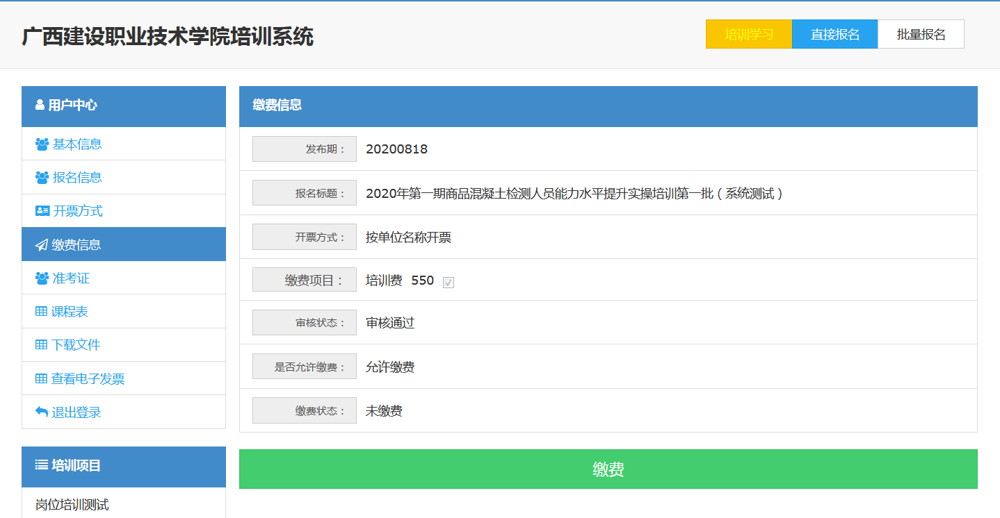 广西建设职业技术学院培训系统
培训学习 直接报名 批量报名
用户中心
基本信息
报名信息
开票方式
缴费信息
准考证
课程表
下载文件
查看电子发票
退出登录
培训项目
岗位培训测试
缴费信息
发布期： 20200818
报名标题： 2020年第一期商品混凝土检测人员能力水平提升实操培训第一批（系统测试）
开票方式： 按单位名称开票
缴费项目： 培训费 550
审核状态： 审核通过
是否允许缴费： 允许缴费
缴费状态： 未缴费
缴费